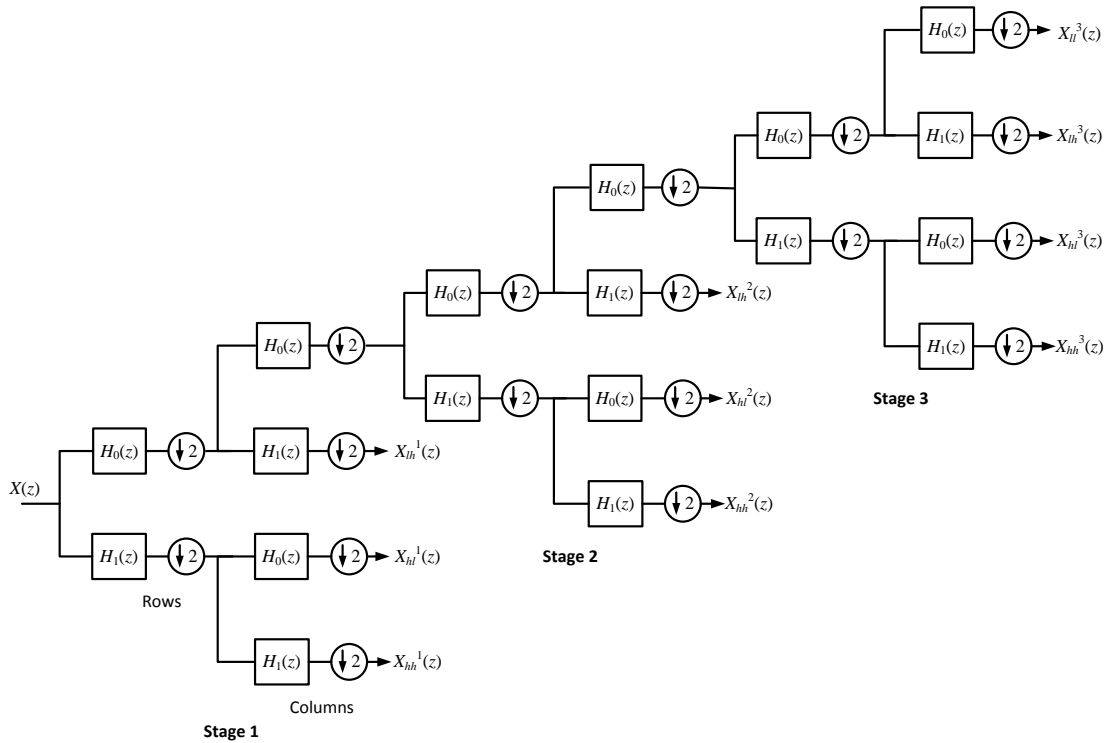 H₀(z) ↓2 Xₗₗ³(z)
H₀(z) ↓2 H₁(z) ↓2 Xₗₕ³(z)
H₀(z) ↓2
H₁(z) ↓2 H₀(z) ↓2 Xₕₗ³(z)
H₀(z) ↓2 H₁(z) ↓2 Xₗₕ²(z)
H₀(z) ↓2
H₁(z) ↓2 Xₕₕ³(z)
H₁(z) ↓2 H₀(z) ↓2 Xₕₗ²(z)
Stage 3
H₀(z) ↓2 H₁(z) ↓2 Xₗₕ¹(z)
X(z)
H₁(z) ↓2 Xₕₕ²(z)
H₁(z) ↓2 H₀(z) ↓2 Xₕₗ¹(z)
Stage 2
Rows
H₁(z) ↓2 Xₕₕ¹(z)
Columns
Stage 1